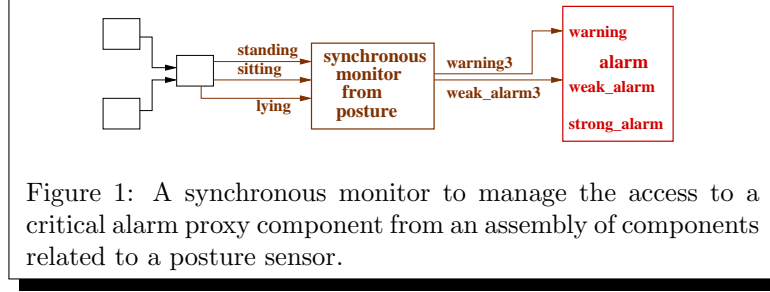 standing
sitting
lying
synchronous
monitor
from
posture
warning3
weak_alarm3
warning
alarm
weak_alarm
strong_alarm
Figure 1: A synchronous monitor to manage the access to a
critical alarm proxy component from an assembly of components
related to a posture sensor.